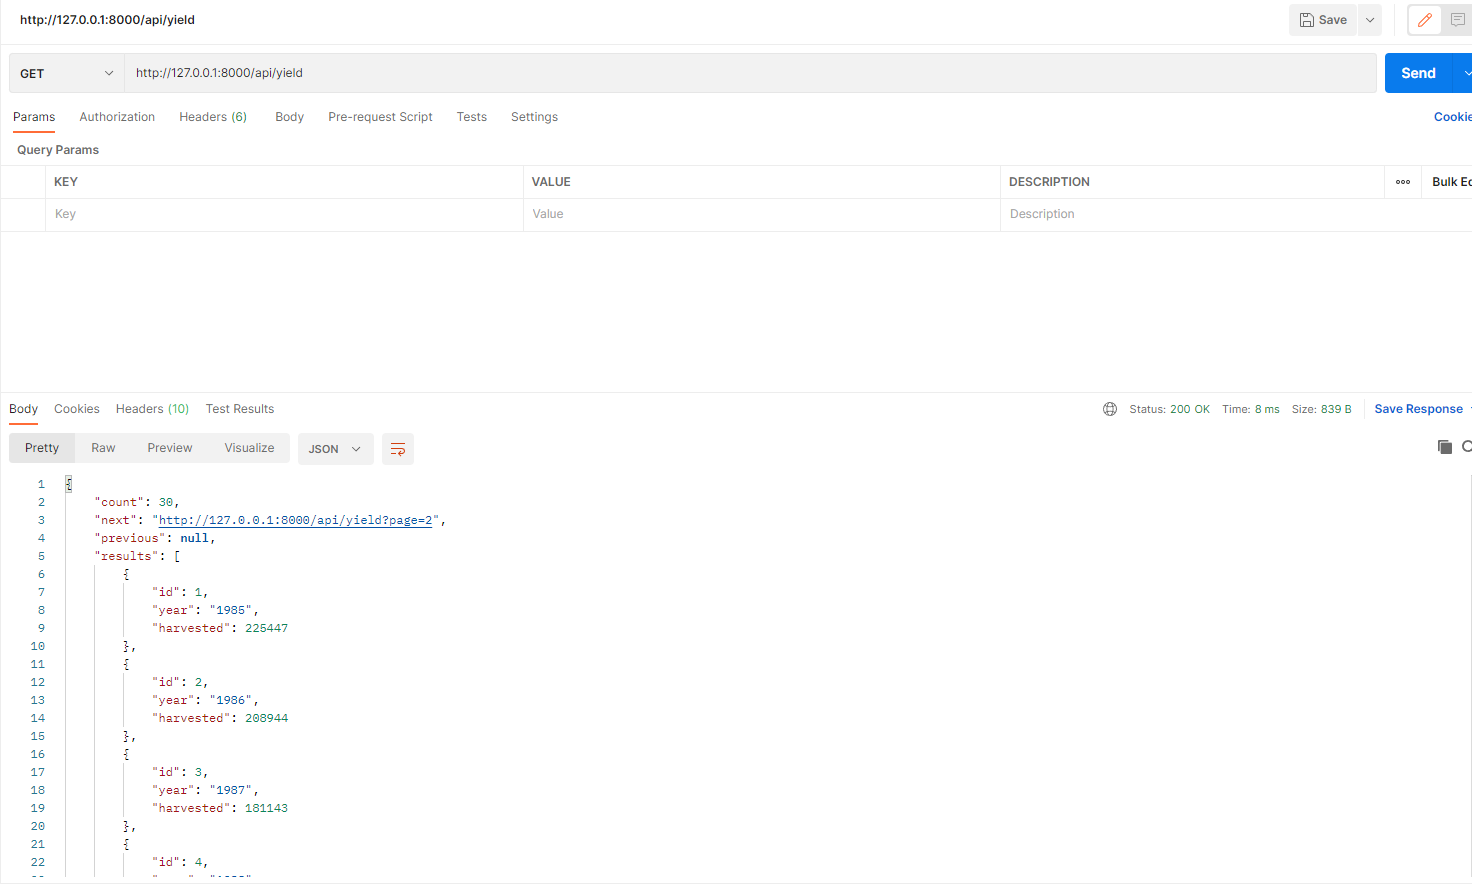 http://127.0.0.1:8000/api/yield
Save
GET http://127.0.0.1:8000/api/yield Send
Params Authorization Headers (6) Body Pre-request Script Tests Settings
Query Params
KEY VALUE DESCRIPTION Bulk
Key Value Description
Body Cookies Headers (10) Test Results Status: 200 OK Time: 8 ms Size: 839 B Save Response
Pretty Raw Preview Visualize JSON
1 {
2 "count": 30,
3 "next": "http://127.0.0.1:8000/api/yield?page=2",
4 "previous": null,
5 "results": [
6 {
7 "id": 1,
8 "year": "1985",
9 "harvested": 225447
10 },
11 {
12 "id": 2,
13 "year": "1986",
14 "harvested": 208944
15 },
16 {
17 "id": 3,
18 "year": "1987",
19 "harvested": 181143
20 },
21 {
22 "id": 4,